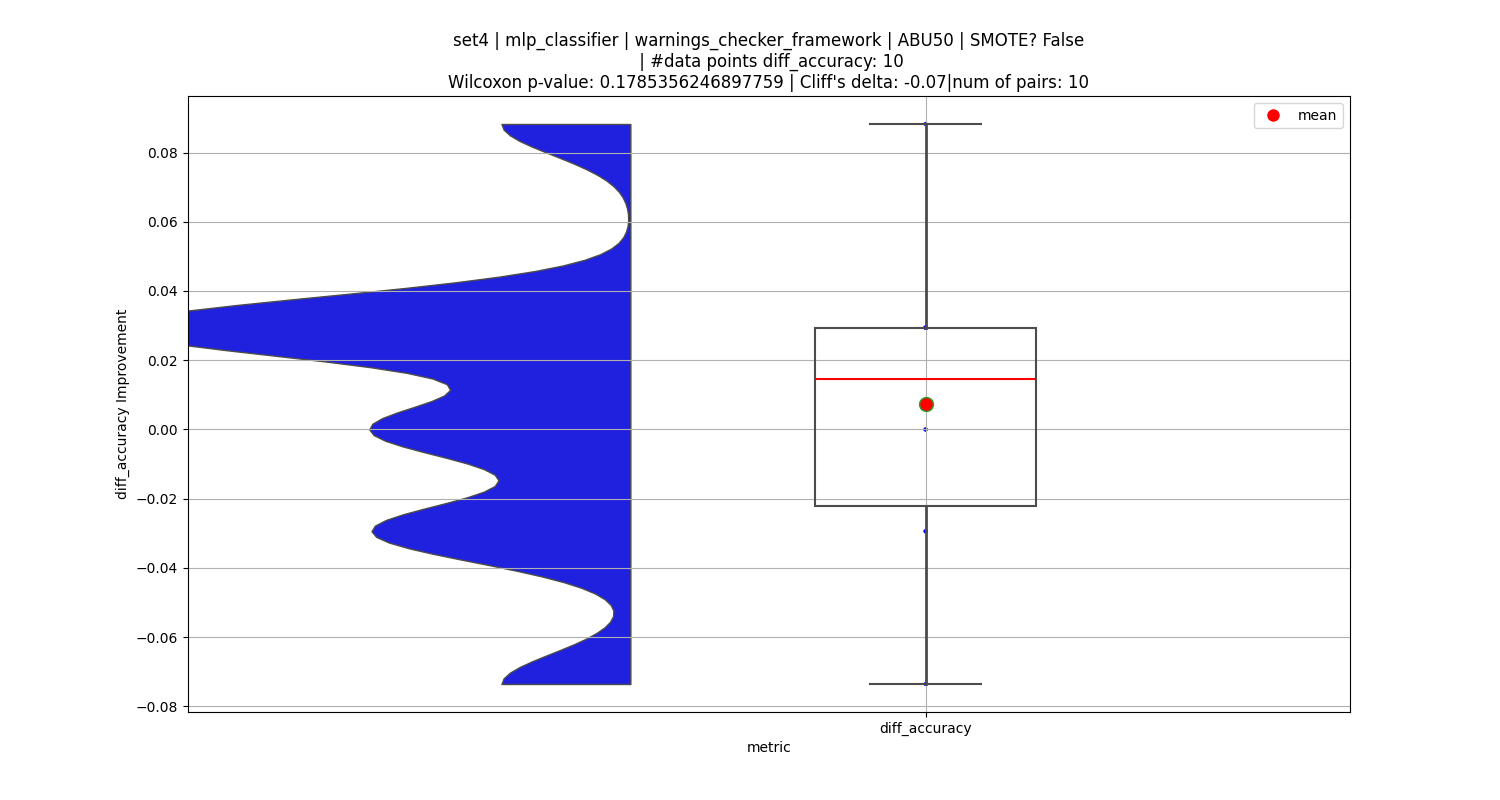 set4 | mlp_classifier | warnings_checker_framework | ABU50 | SMOTE? False
| #data points diff_accuracy: 10
Wilcoxon p-value: 0.1785356246897759 | Cliff's delta: -0.07|num of pairs: 10
mean
0.08
0.06
0.04
0.02
0.00
−0.02
−0.04
−0.06
−0.08
diff_accuracy Improvement
diff_accuracy
metric